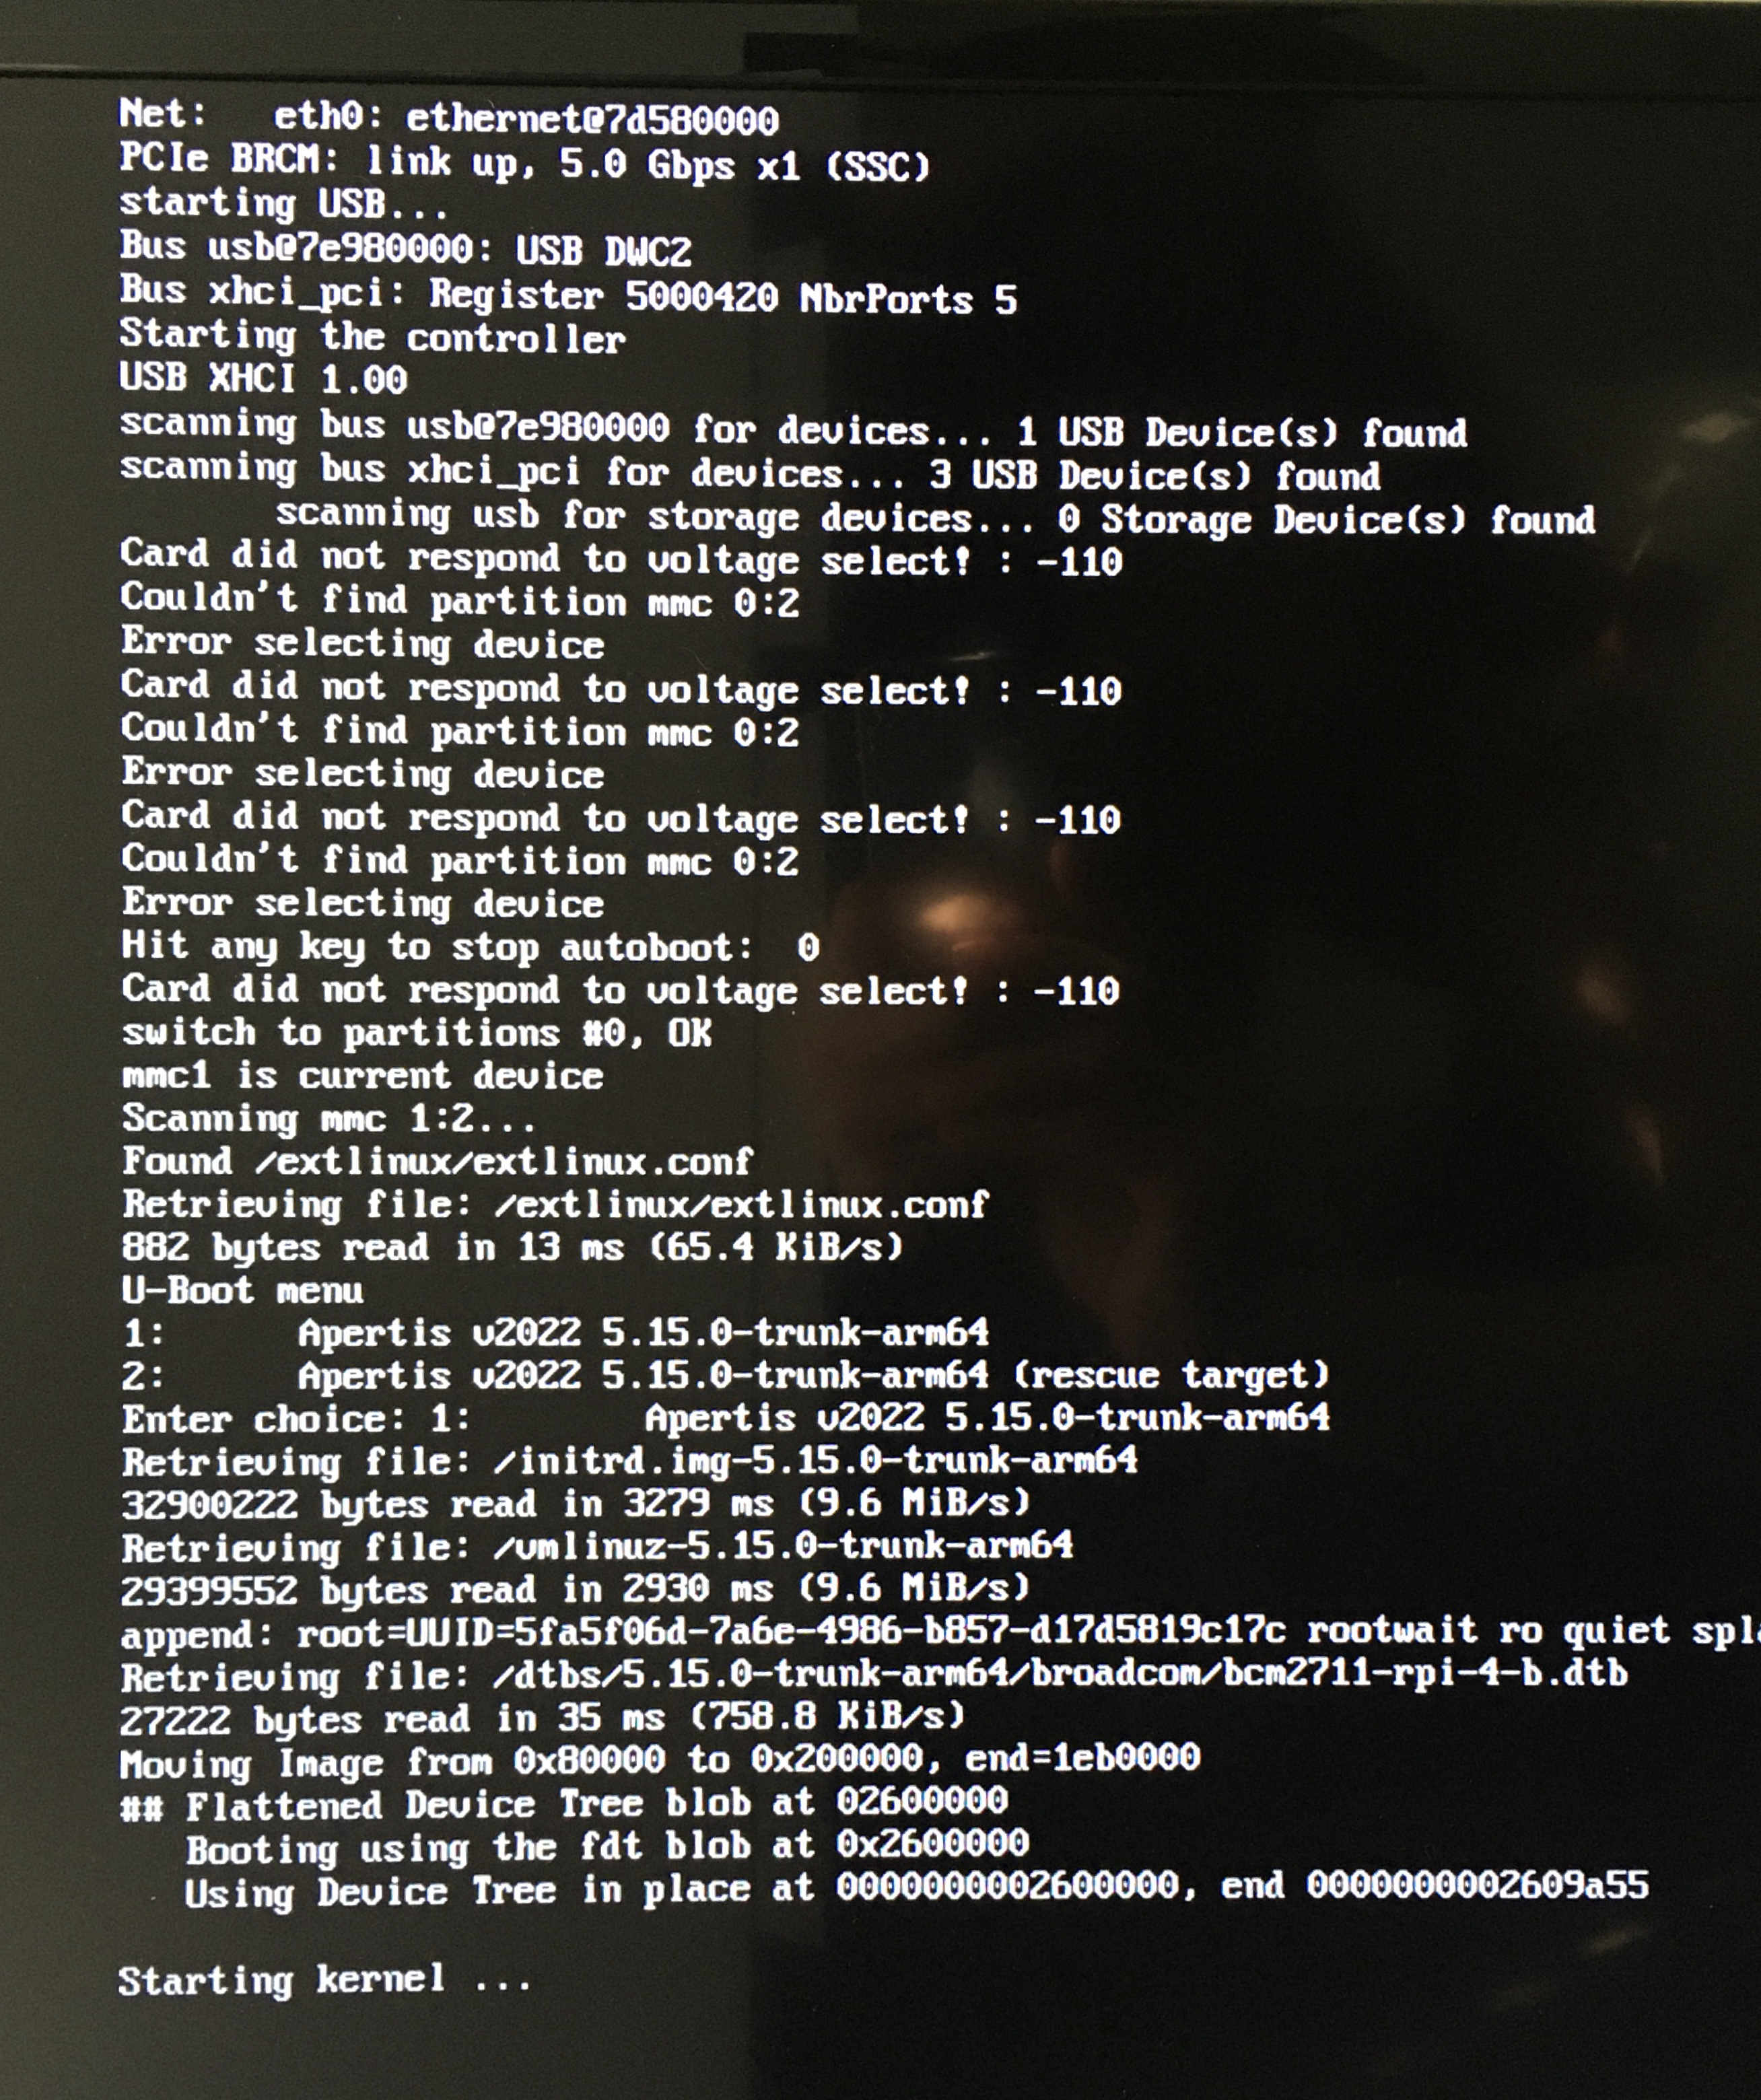 Net:   eth0: ethernet@7d580000
PCIe BRCM: link up, 5.0 Gbps x1 (SSC)
starting USB...
Bus usb@7e980000: USB DWC2
Bus xhci_pci: Register 5000420 NbrPorts 5
Starting the controller
USB XHCI 1.00
scanning bus usb@7e980000 for devices... 1 USB Device(s) found
scanning bus xhci_pci for devices... 3 USB Device(s) found
       scanning usb for storage devices... 0 Storage Device(s) found
Card did not respond to voltage select! : -110
Couldn't find partition mmc 0:2
Error selecting device
Card did not respond to voltage select! : -110
Couldn't find partition mmc 0:2
Error selecting device
Card did not respond to voltage select! : -110
Couldn't find partition mmc 0:2
Error selecting device
Hit any key to stop autoboot:  0
Card did not respond to voltage select! : -110
switch to partitions #0, OK
mmc1 is current device
Scanning mmc 1:2...
Found /extlinux/extlinux.conf
Retrieving file: /extlinux/extlinux.conf
882 bytes read in 13 ms (65.4 KiB/s)
U-Boot menu
1:      Apertis v2022 5.15.0-trunk-arm64
2:      Apertis v2022 5.15.0-trunk-arm64 (rescue target)
Enter choice: 1:        Apertis v2022 5.15.0-trunk-arm64
Retrieving file: /initrd.img-5.15.0-trunk-arm64
32900222 bytes read in 3279 ms (9.6 MiB/s)
Retrieving file: /vmlinuz-5.15.0-trunk-arm64
29399552 bytes read in 2930 ms (9.6 MiB/s)
append: root=UUID=5fa5f06d-7a6e-4986-b857-d17d5819c17c rootwait ro quiet
Retrieving file: /dtbs/5.15.0-trunk-arm64/broadcom/bcm2711-rpi-4-b.dtb
27222 bytes read in 35 ms (758.8 KiB/s)
Moving Image from 0x80000 to 0x200000, end=1eb0000
## Flattened Device Tree blob at 02600000
   Booting using the fdt blob at 0x2600000
   Using Device Tree in place at 0000000002600000, end 0000000002609a55
Starting kernel ...